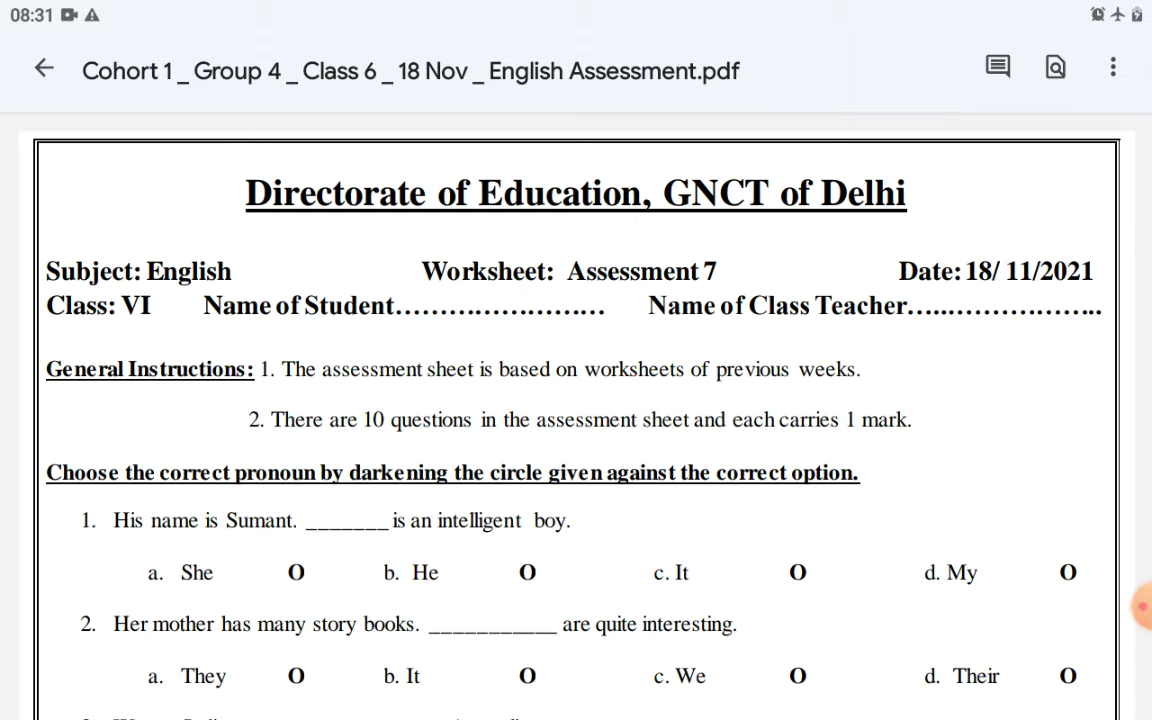 08:31
Cohort 1 _ Group 4 _ Class 6 _ 18 Nov _ English Assessment.pdf
Directorate of Education, GNCT of Delhi
Subject: English Worksheet: Assessment 7 Date: 18/ 11/2021
Class: VI Name of Student........................ Name of Class Teacher......................
General Instructions: 1. The assessment sheet is based on worksheets of previous weeks.
2. There are 10 questions in the assessment sheet and each carries 1 mark.
Choose the correct pronoun by darkening the circle given against the correct option.
1. His name is Sumant. _______ is an intelligent boy.
a. She O b. He O c. It O d. My O
2. Her mother has many story books. ___________ are quite interesting.
a. They O b. It O c. We O d. Their O